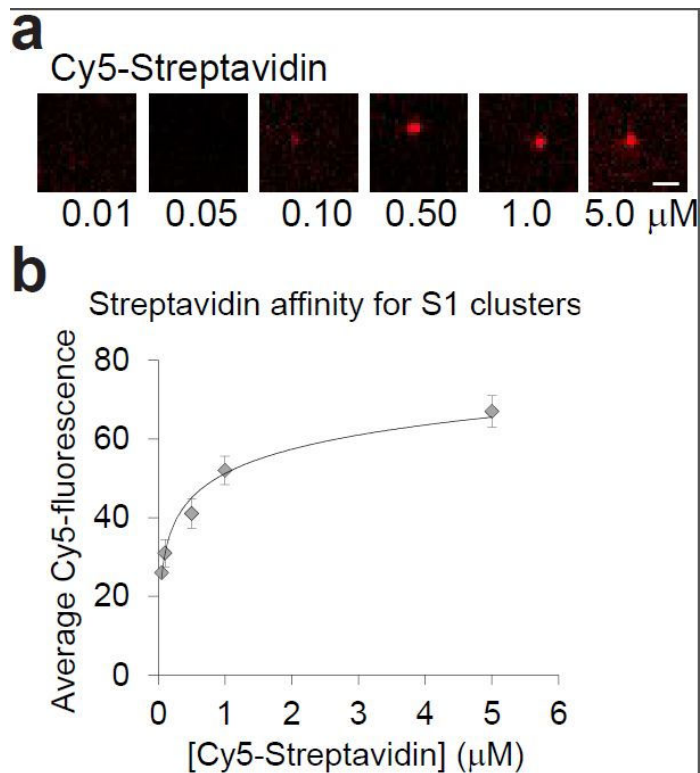 a
Cy5-Streptavidin
0.01 0.05 0.10 0.50 1.0 5.0 μM
b
Streptavidin affinity for S1 clusters
Average Cy5-fluorescence
80
60
40
20
0
0 1 2 3 4 5 6
[Cy5-Streptavidin] (μM)